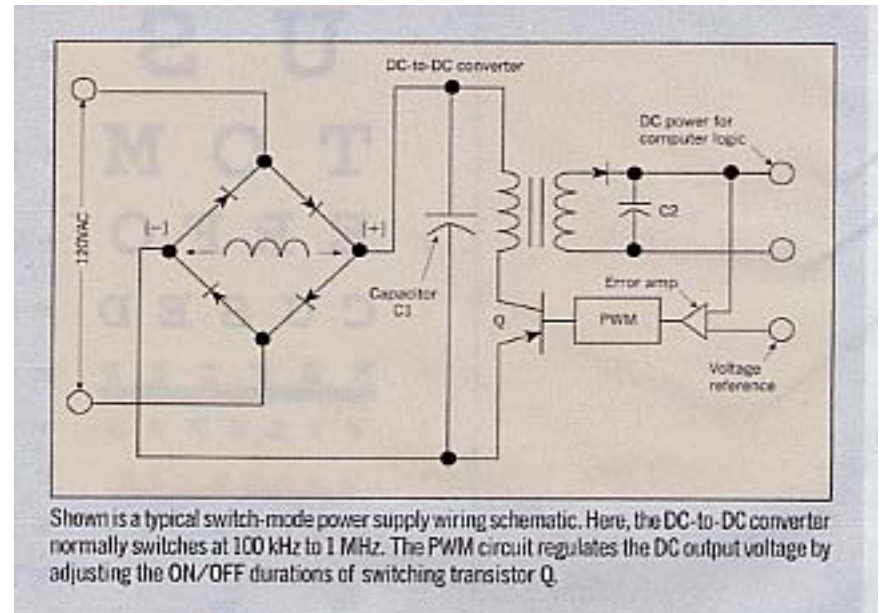 DC-to-DC converter
DC power for
computer logic
120VAC
(-)
(+)
C2
Capacitor
C1
Error amp
Q
PWM
Voltage
reference
Shown is a typical switch-mode power supply wiring schematic. Here, the DC-to-DC converter
normally switches at 100 kHz to 1 MHz. The PWM circuit regulates the DC output voltage by
adjusting the ON/OFF durations of switching transistor Q.